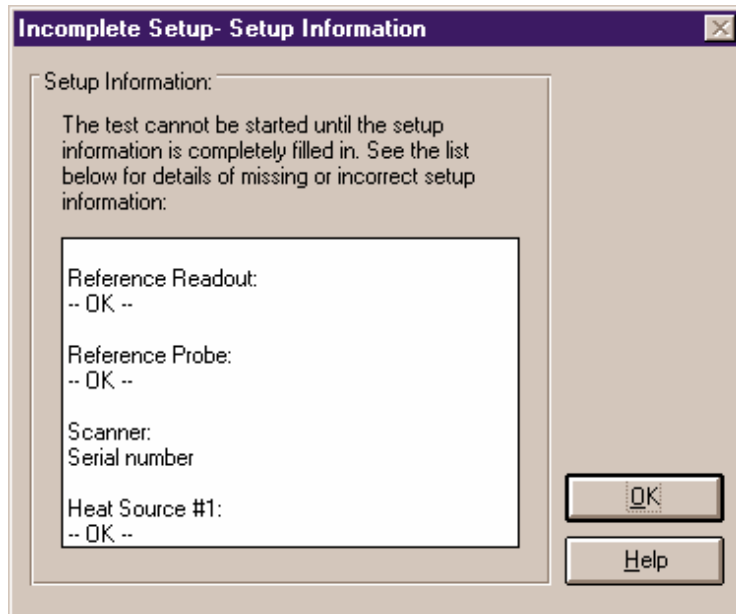 Incomplete Setup- Setup Information
Setup Information:
The test cannot be started until the setup
information is completely filled in. See the list
below for details of missing or incorrect setup
information:
Reference Readout:
-- OK --
Reference Probe:
-- OK --
Scanner:
Serial number
Heat Source #1:
-- OK --
OK
Help